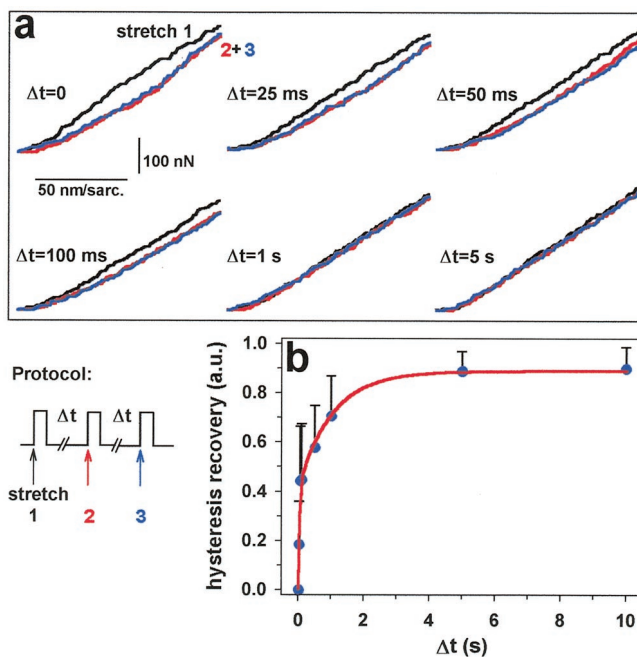 a
stretch 1
2+3
Δt=0
Δt=25 ms
Δt=50 ms
100 nN
50 nm/sarc.
Δt=100 ms
Δt=1 s
Δt=5 s
Protocol:
Δt Δt
stretch
1 2 3
b
hysteresis recovery (a.u.)
1.0
0.8
0.6
0.4
0.2
0.0
0 2 4 6 8 10
Δt (s)